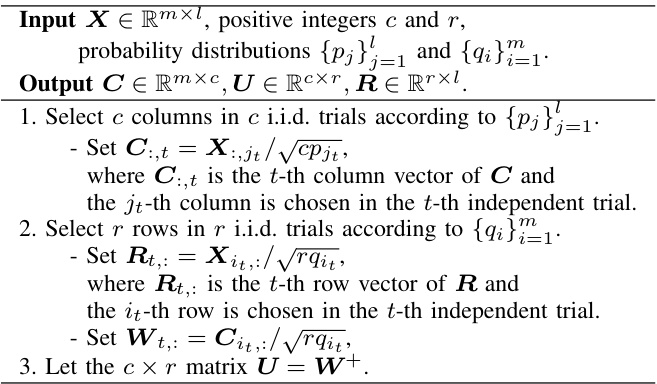 Input X ∈ ℝ^{m×l}, positive integers c and r,
probability distributions {p_j}_{j=1}^{l} and {q_i}_{i=1}^{m}.
Output C ∈ ℝ^{m×c}, U ∈ ℝ^{c×r}, R ∈ ℝ^{r×l}.
1. Select c columns in c i.i.d. trials according to {p_j}_{j=1}^{l}.
- Set C_{:,t} = X_{:,j_t}/√(cp_{j_t}),
where C_{:,t} is the t-th column vector of C and
the j_t-th column is chosen in the t-th independent trial.
2. Select r rows in r i.i.d. trials according to {q_i}_{i=1}^{m}.
- Set R_{t,:} = X_{i_t,:}/√(rq_{i_t}),
where R_{t,:} is the t-th row vector of R and
the i_t-th row is chosen in the t-th independent trial.
- Set W_{t,:} = C_{i_t,:}/√(rq_{i_t}),
3. Let the c × r matrix U = W^+.